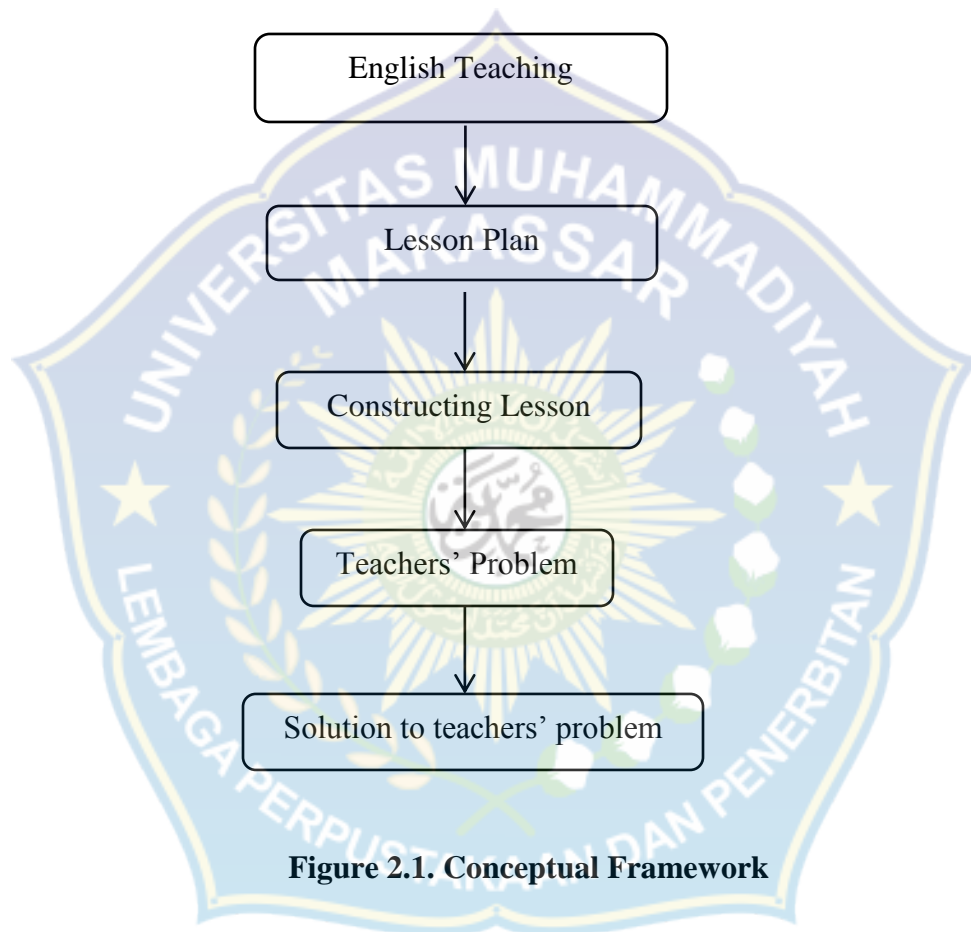 English Teaching
UNIVERSITAS MUHAMMADIYAH
MAKASSAR
Lesson Plan
Constructing Lesson
Teachers’ Problem
Solution to teachers’ problem
LEMBAGA PERPUSTAKAAN DAN PENERBITAN
Figure 2.1. Conceptual Framework